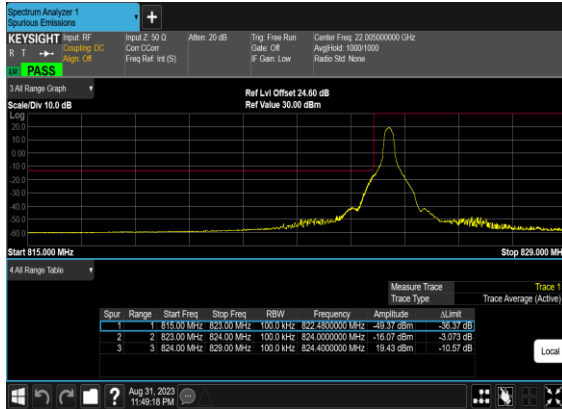 Spectrum Analyzer 1
Spurious Emissions
+
KEYSIGHT Input: RF Input Z: 50 Ω Atten: 20 dB Trig: Free Run Center Freq: 22.005000000 GHz
R T Coupling: DC Corr CCorr Gate: Off Avg|Hold: 1000/1000
Align: Off Freq Ref: Int (S) IF Gain: Low Radio Std: None
PASS
3 All Range Graph
Ref Lvl Offset 24.60 dB
Scale/Div 10.0 dB Ref Value 30.00 dBm
Log
20.0
10.0
0.00
-10.0
-20.0
-30.0
-40.0
-50.0
-60.0
Start 815.000 MHz Stop 829.000 MH
4 All Range Table
Measure Trace Trace 1
Trace Type Trace Average (Active)
Spur Range Start Freq Stop Freq RBW Frequency Amplitude ΔLimit
1 1 815.00 MHz 823.00 MHz 100.0 kHz 822.4800000 MHz -49.37 dBm -36.37 dB
2 2 823.00 MHz 824.00 MHz 100.0 kHz 824.0000000 MHz -16.07 dBm -3.073 dB
3 3 824.00 MHz 829.00 MHz 100.0 kHz 824.4000000 MHz 19.43 dBm -10.57 dB
Local
?
Aug 31, 2023
11:49:18 PM